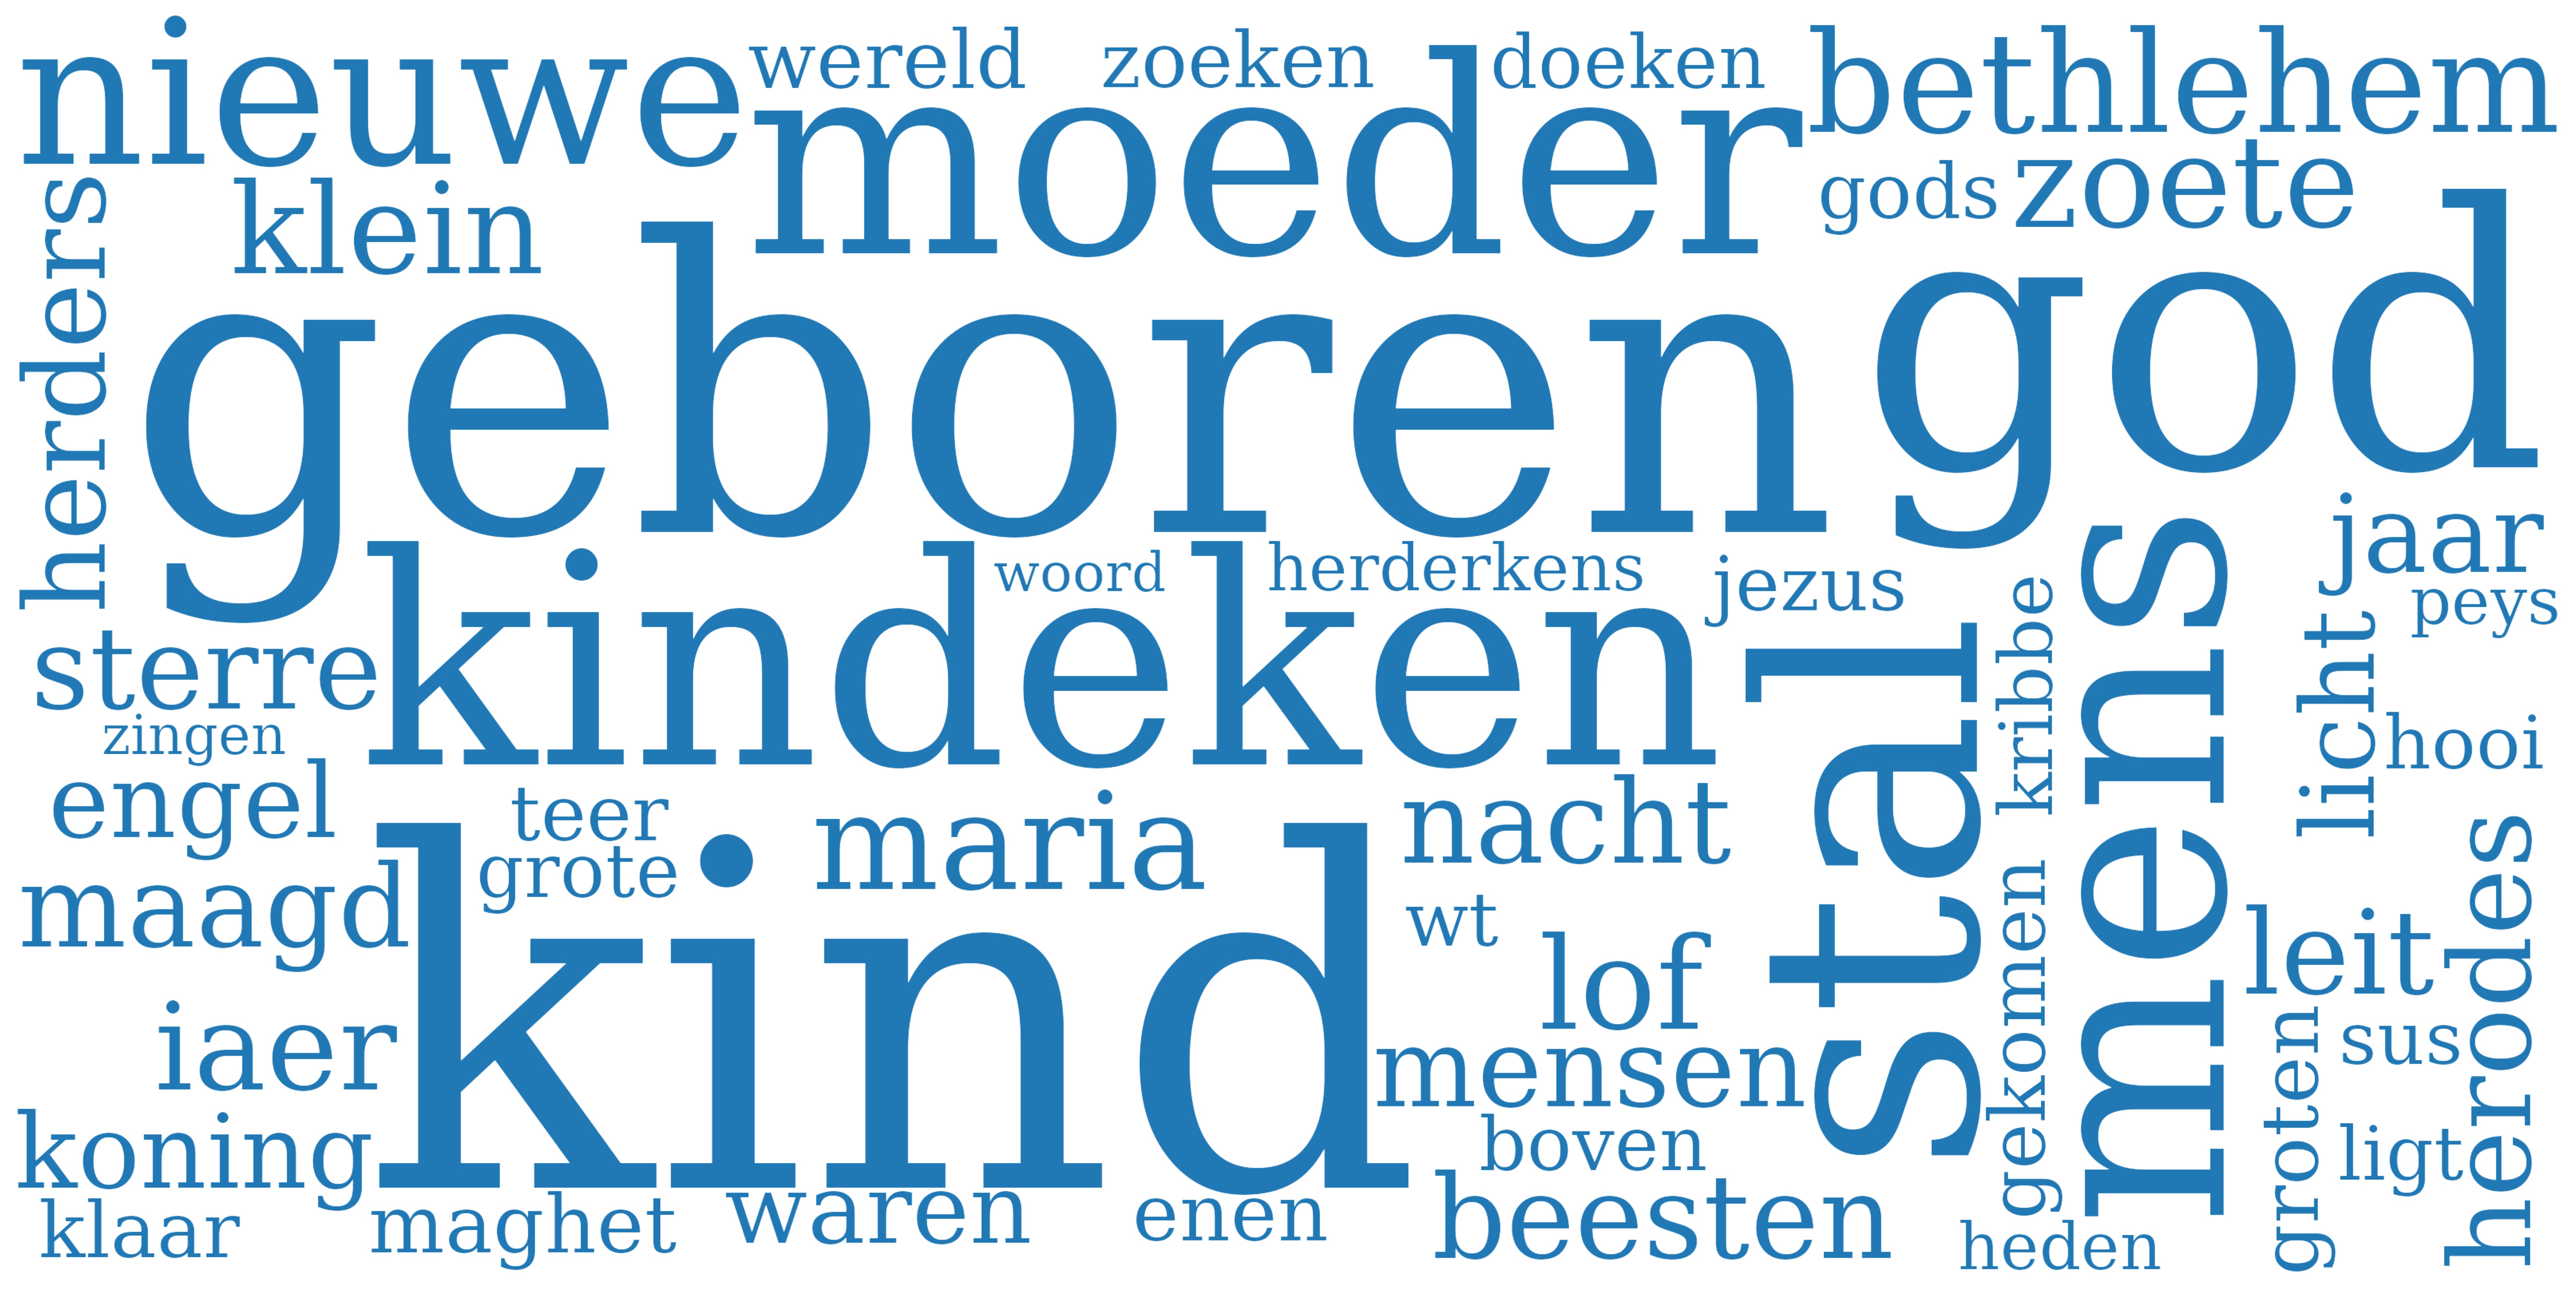 nieuwe
wereld
zoeken
doeken
bethlehem
moeder
klein
gods
zoete
herders
geboren
god
jaar
woord
herderkens
jezus
peys
kindeken
kribbe
mens
stal
licht
sterre
zingen
hooi
engel
teer
maria
nacht
grote
maagd
wt
lof
gekomen
leit
herodes
iaer
kind
mensen
sus
koning
boven
groten
ligt
klaar
maghet
waren
enen
beesten
heden